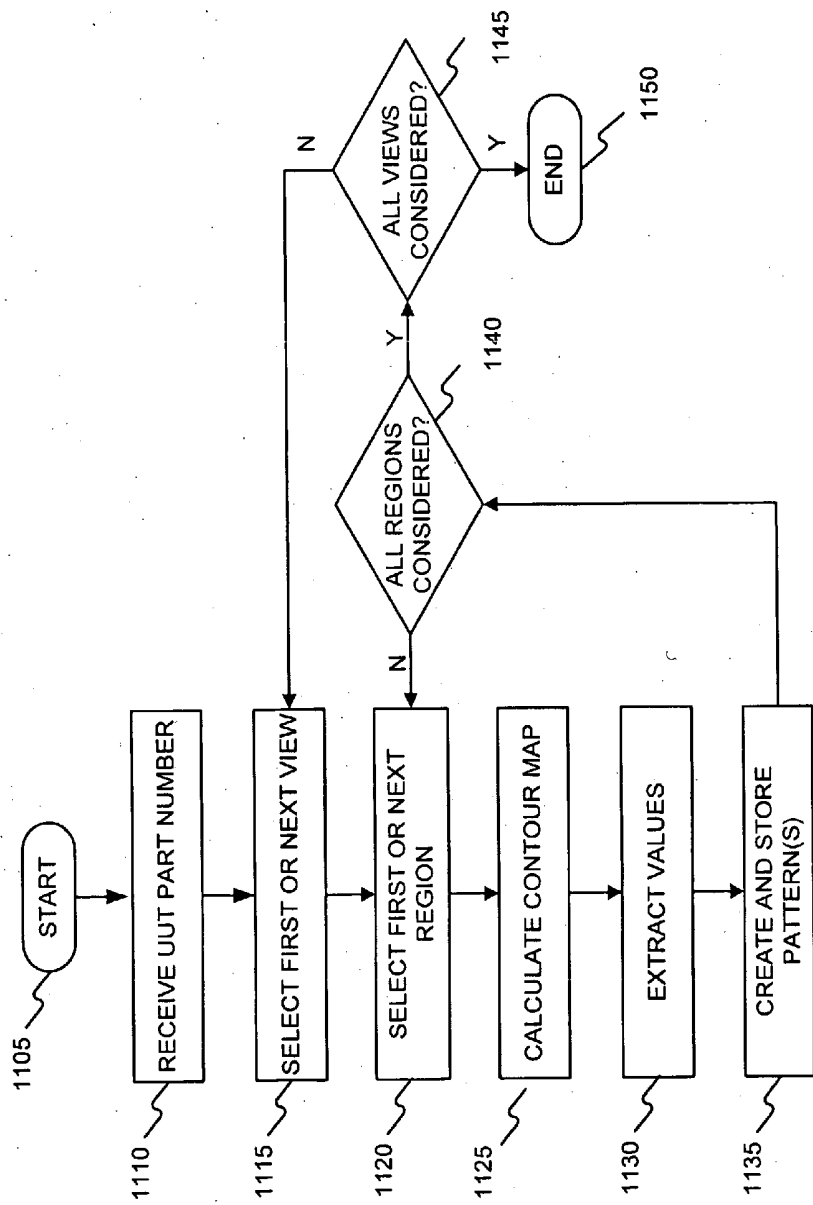 START
1105
RECEIVE UUT PART NUMBER
1110
SELECT FIRST OR NEXT VIEW
1115
SELECT FIRST OR NEXT
REGION
1120
CALCULATE CONTOUR MAP
1125
EXTRACT VALUES
1130
CREATE AND STORE
PATTERN(S)
1135
ALL REGIONS
CONSIDERED?
1140
N
Y
ALL VIEWS
CONSIDERED?
1145
N
Y
END
1150